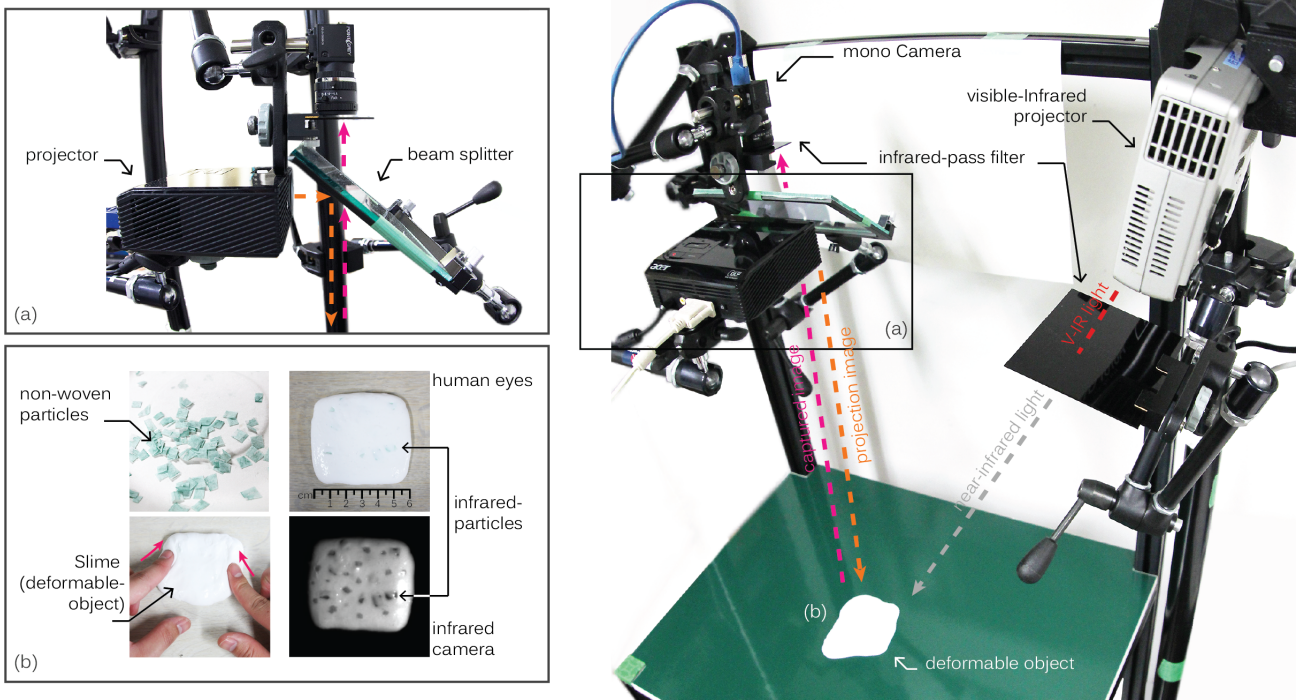 projector
beam splitter
(a)
non-woven
particles
human eyes
cm
1 2 3 4 5 6
infrared-
particles
Slime
(deformable-
object)
infrared
camera
(b)
mono Camera
visible-Infrared
projector
infrared-pass filter
acer
DLP
(a)
V-IR light
captured image
projection image
near-infrared light
(b)
deformable object